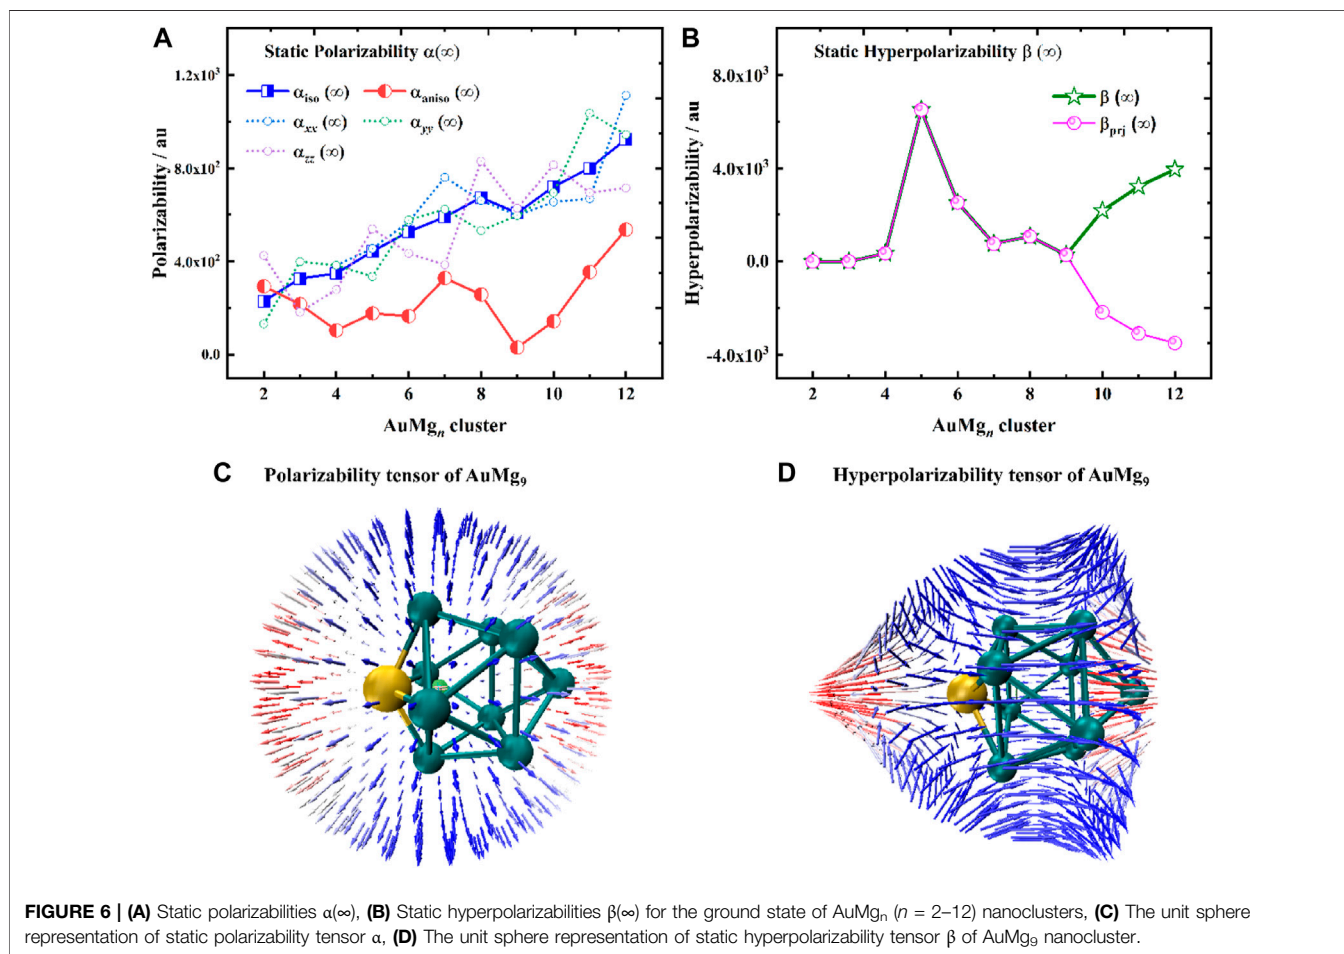 A
Static Polarizability α(∞)
1.2x10³
8.0x10²
4.0x10²
0.0
Polarizability / au
α_iso (∞)
α_aniso (∞)
α_xx (∞)
α_yy (∞)
α_zz (∞)
2 4 6 8 10 12
AuMg_n cluster
B
Static Hyperpolarizability β (∞)
8.0x10³
4.0x10³
0.0
-4.0x10³
Hyperpolarizability / au
β (∞)
β_prj (∞)
2 4 6 8 10 12
AuMg_n cluster
C Polarizability tensor of AuMg₉
D Hyperpolarizability tensor of AuMg₉
FIGURE 6 | (A) Static polarizabilities α(∞), (B) Static hyperpolarizabilities β(∞) for the ground state of AuMgₙ (n = 2–12) nanoclusters, (C) The unit sphere
representation of static polarizability tensor α, (D) The unit sphere representation of static hyperpolarizability tensor β of AuMg₉ nanocluster.